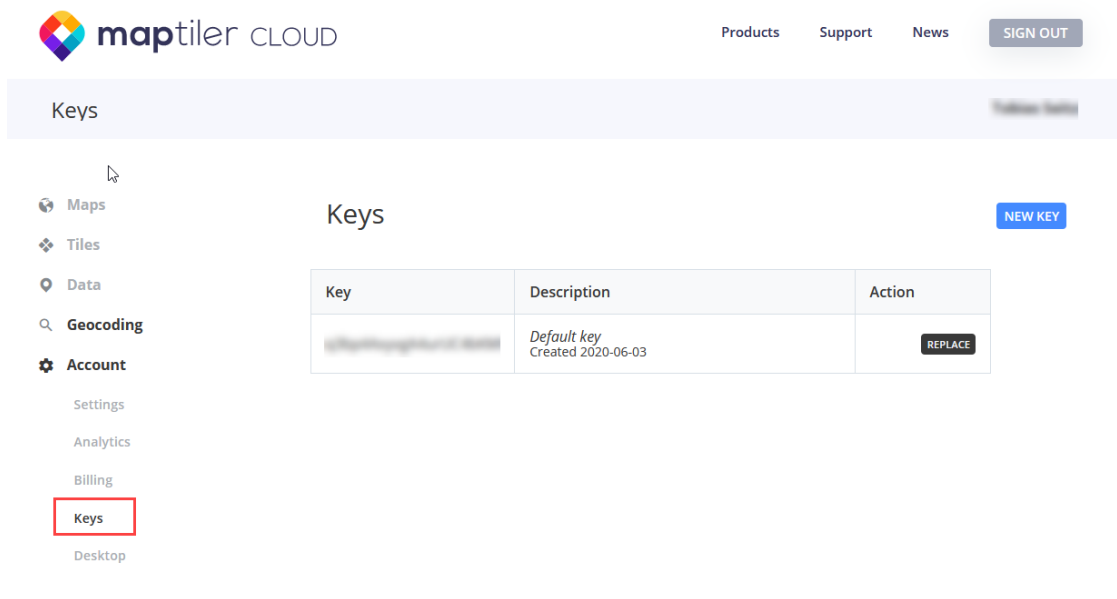 maptiler CLOUD
Products
Support
News
SIGN OUT
Keys
Maps
Tiles
Data
Geocoding
Account
Settings
Analytics
Billing
Keys
Desktop
Keys
NEW KEY
Key
Description
Action
Default key
Created 2020-06-03
REPLACE